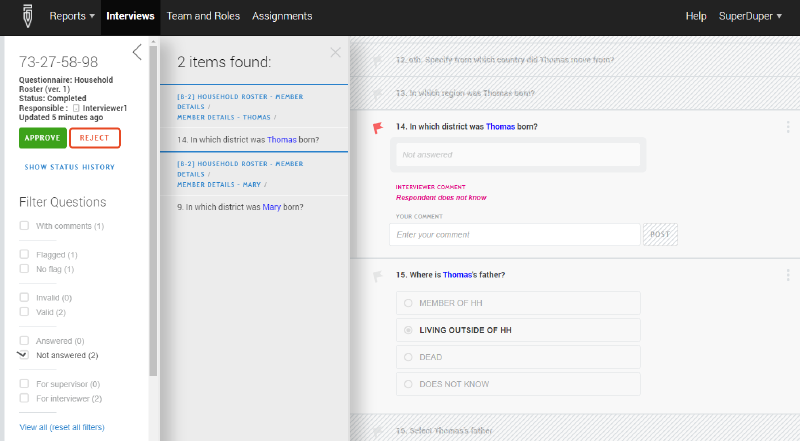 Reports
Interviews
Team and Roles
Assignments
Help
SuperDuper
73-27-58-98
Questionnaire: Household
Roster (ver. 1)
Status: Completed
Responsible : Interviewer1
Updated 5 minutes ago
APPROVE
REJECT
SHOW STATUS HISTORY
Filter Questions
With comments (1)
Flagged (1)
No flag (1)
Invalid (0)
Valid (2)
Answered (0)
Not answered (2)
For supervisor (0)
For interviewer (2)
View all (reset all filters)
2 items found:
[B-2] HOUSEHOLD ROSTER - MEMBER
DETAILS /
MEMBER DETAILS - THOMAS /
14. In which district was Thomas born?
[B-2] HOUSEHOLD ROSTER - MEMBER
DETAILS /
MEMBER DETAILS - MARY /
9. In which district was Mary born?
12. oth. Specify from which country did Thomas move from?
13. In which region was Thomas born?
14. In which district was Thomas born?
Not answered
INTERVIEWER COMMENT
Respondent does not know
YOUR COMMENT
Enter your comment
POST
15. Where is Thomas's father?
MEMBER OF HH
LIVING OUTSIDE OF HH
DEAD
DOES NOT KNOW
Select Thomas's father